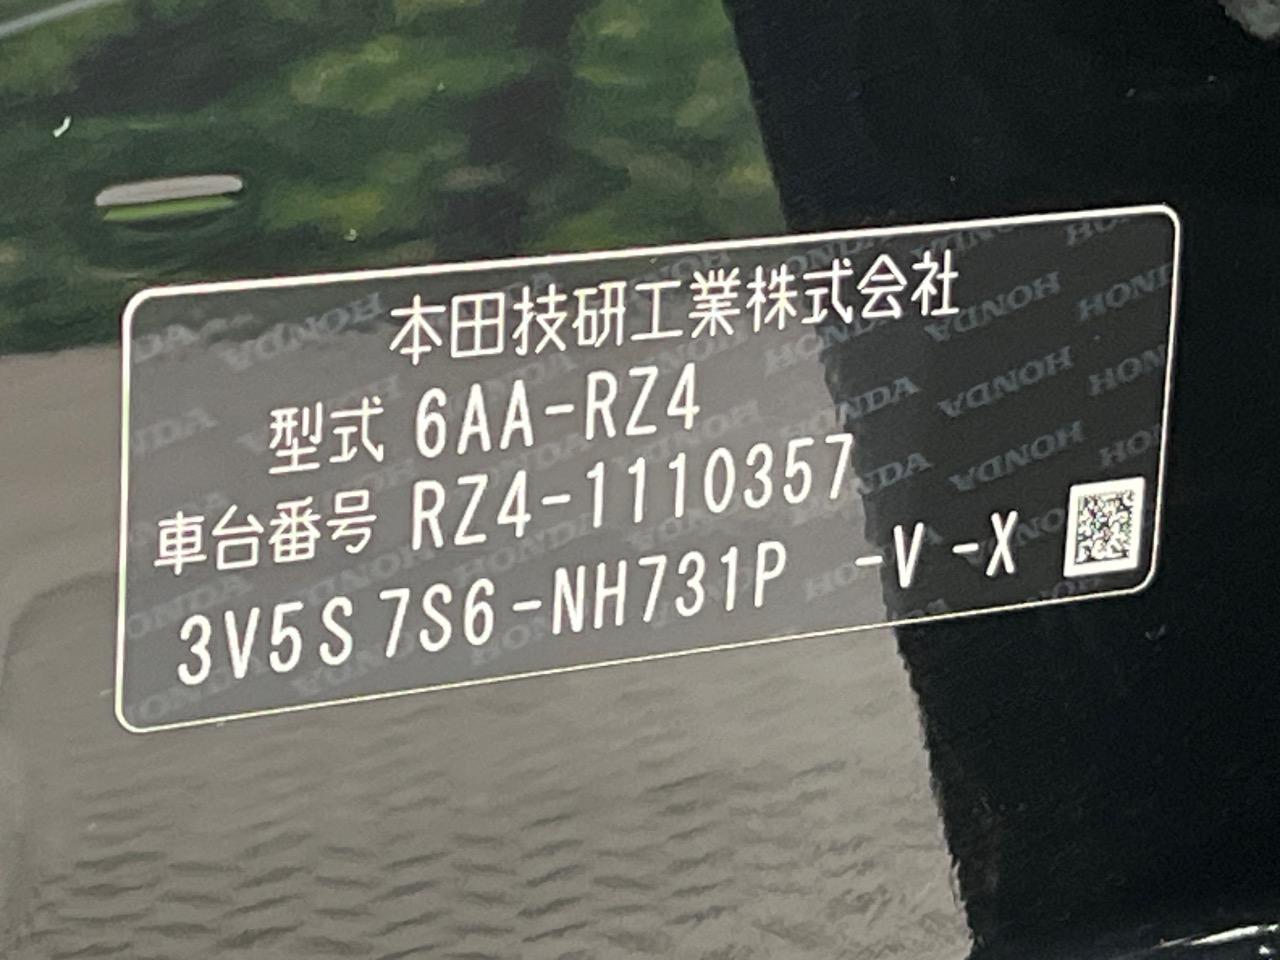 本田技研工業株式会社
型式 6AA-RZ4
車台番号 RZ4-1110357
3V5S 7S6-NH731P -V -X